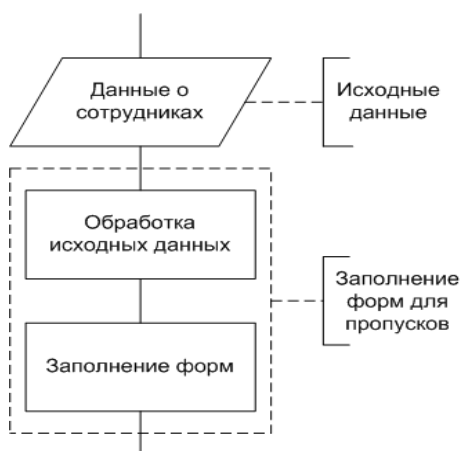 Данные о
сотрудниках
Исходные
данные
Обработка
исходных данных
Заполнение
форм для
пропусков
Заполнение форм